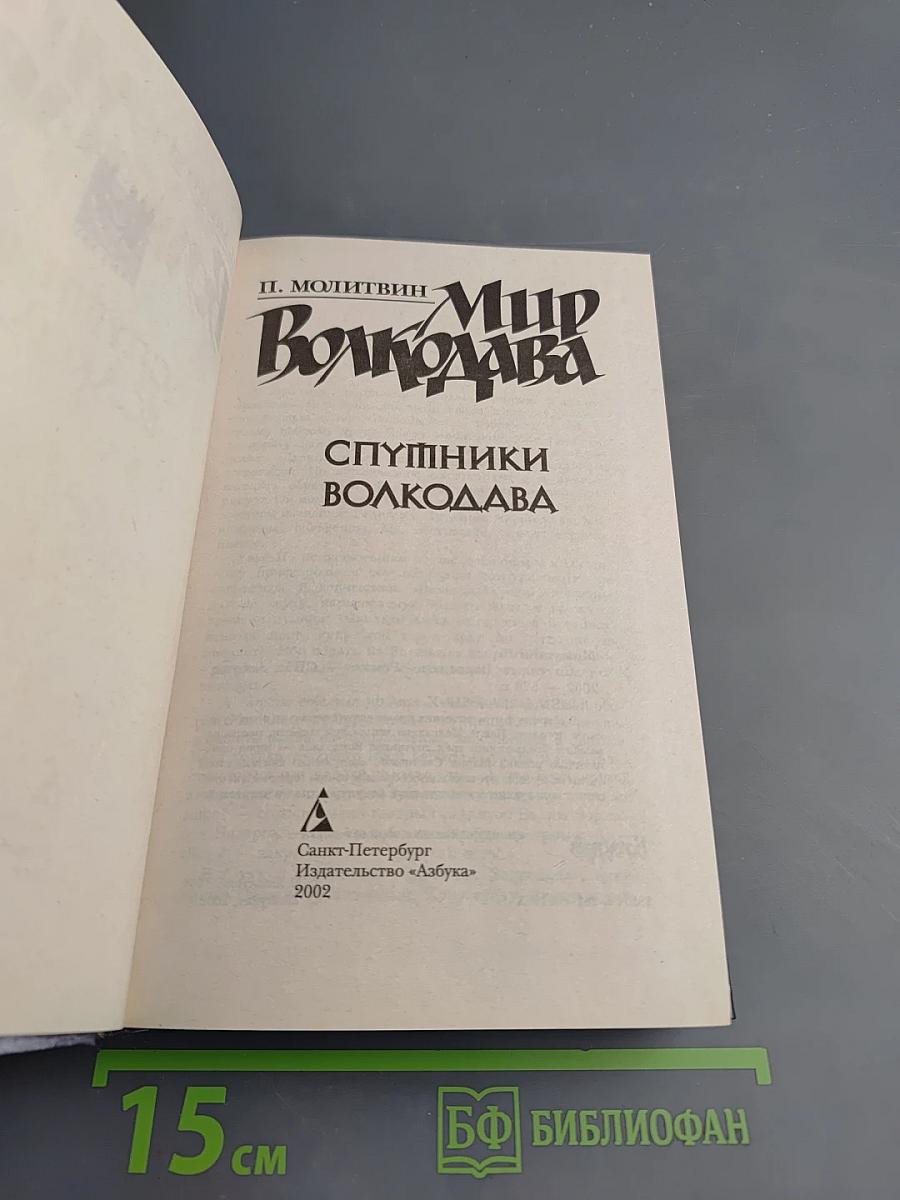 П. МОЛИТВИН
Мир
Волкодава
СПУТНИКИ
ВОЛКОДАВА
Санкт-Петербург
Издательство «Азбука»
2002
15 см
БФ БИБЛИОФАН